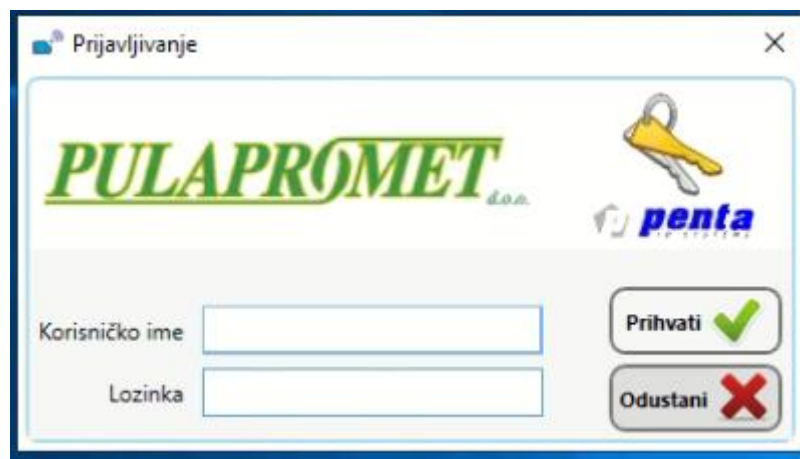 Prijavljivanje
PULAPROMET d.o.o.
penta
Korisničko ime
Prihvati
Lozinka
Odustani